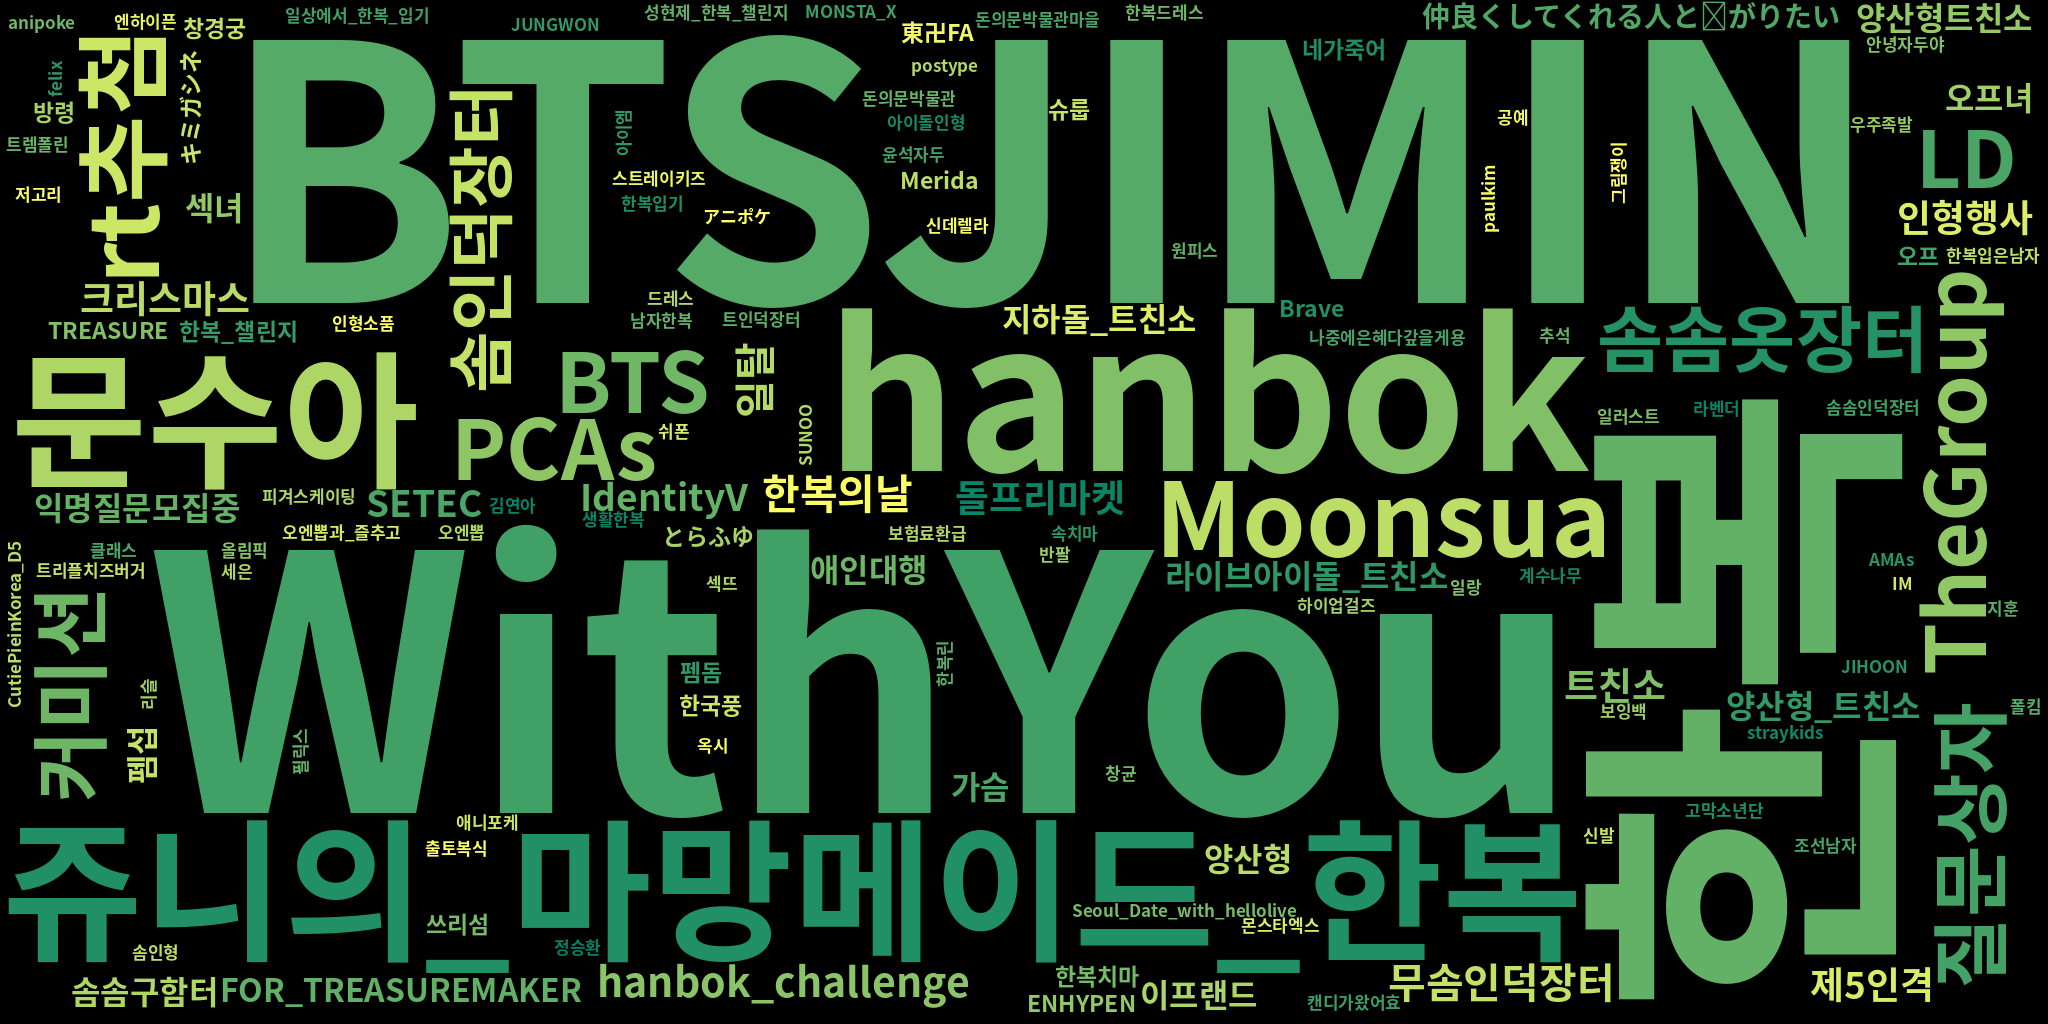 anipoke
엔하이픈
창경궁
일상에서_한복_입기
JUNGWON
성현제_한복_챌린지
MONSTA_X
東卍FA
돈의문박물관마을
한복드레스
仲良くしてくれる人と
がりたい
양산형트친소
안녕자두야
네가죽어
postype
felix
rt추첨
キミガシネ
BTSJIMIN
방령
트렘폴린
저고리
섹녀
솜인덕장터
아이엠
스트레이키즈
한복입기
アニポケ
돈의문박물관
아이돌인형
윤석자두
Merida
신데렐라
슈룹
원피스
공예
paulkim
그림쟁이
우주족발
오프녀
LD
인형행사
오프
한복입은남자
크리스마스
TREASURE
한복_챌린지
인형소품
드레스
남자한복
트인덕장터
지하돌_트친소
Brave
나중에은혜다갚을게용
추석
솜솜옷장터
TheGroup
문수아
BTS
일탈
PCAs
쉬폰
SUNOO
hanbok
일러스트
라벤더
솜솜인덕장터
익명질문모집중
피겨스케이팅
SETEC
김연아
IdentityV
생활한복
한복의날
돌프리마켓
Moonsua
오엔뽑과_즐추고
오엔뽑
とらふゆ
보험료환급
속치마
반팔
클래스
올림픽
트리플치즈버거
세은
CutiePieinKorea_D5
섹뜨
애인대행
라이브아이돌_트친소
일랑
계수나무
하이업걸즈
AMAs
IM
지훈
WithYou
커미션
펨섭
리슬
필릭스
펨돔
한국풍
옥시
한복린
가슴
창균
트친소
보잉백
JIHOON
양산형_트친소
straykids
폴킴
질문상자
애니포케
출토복식
쥬니의_마망메이드_한복
쓰리섬
정승환
솜인형
양산형
Seoul_Date_with_hellolive
몬스타엑스
신발
고막소년단
조선남자
솜솜구함터
FOR_TREASUREMAKER
hanbok_challenge
한복치마
ENHYPEN
이프랜드
캔디가왔어효
무솜인덕장터
제5인격